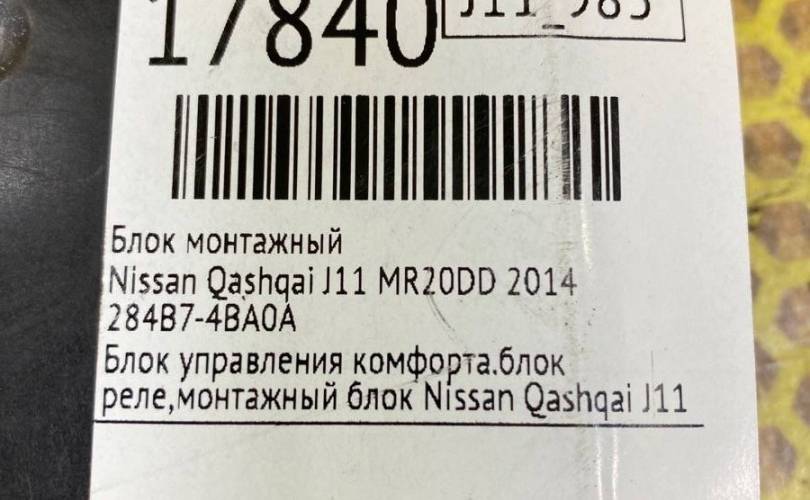 17840
J11_985
Блок монтажный
Nissan Qashqai J11 MR20DD 2014
284B7-4BA0A
Блок управления комфорта.блок
реле,монтажный блок Nissan Qashqai J11